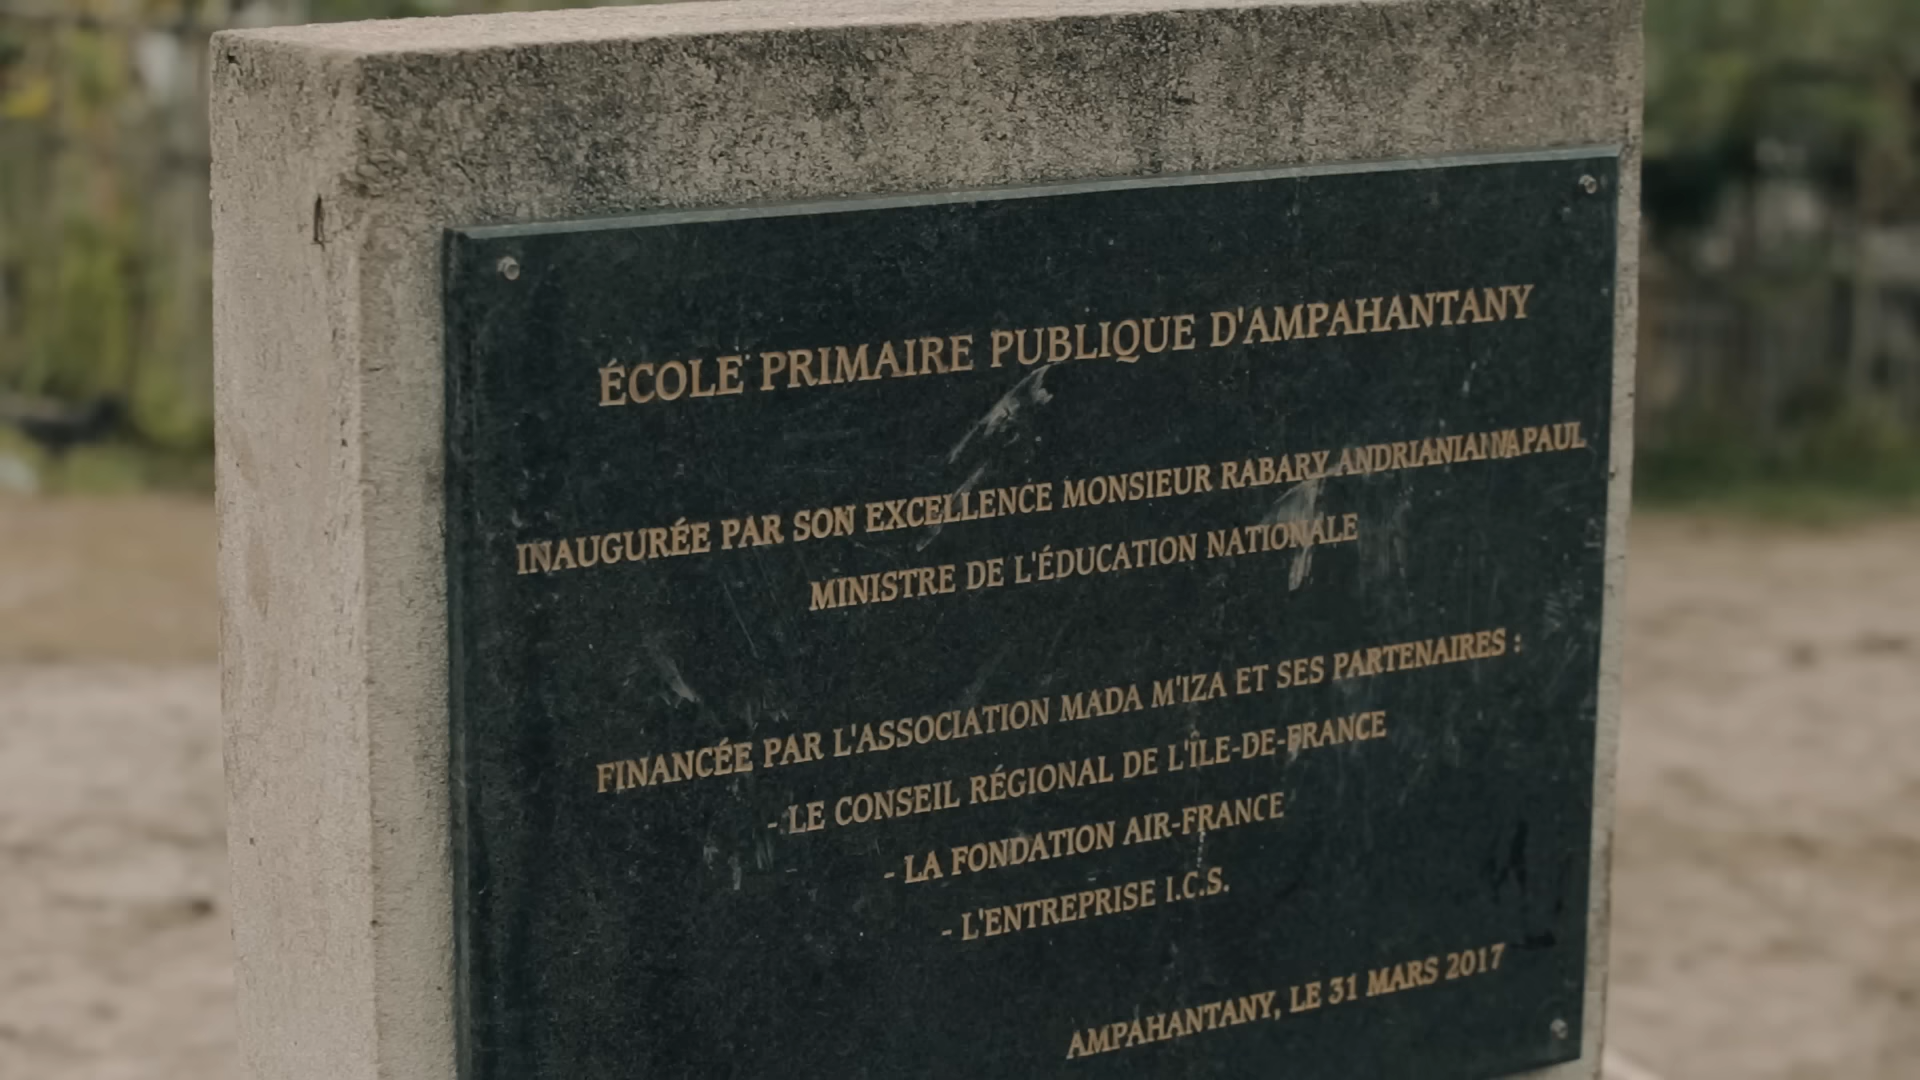 ÉCOLE PRIMAIRE PUBLIQUE D'AMPAHANTANY
INAUGURÉE PAR SON EXCELLENCE MONSIEUR RABARY ANDRIANIAINA PAUL
MINISTRE DE L'ÉDUCATION NATIONALE
FINANCÉE PAR L'ASSOCIATION MADA M'IZA ET SES PARTENAIRES :
- LE CONSEIL RÉGIONAL DE L'ÎLE-DE-FRANCE
- LA FONDATION AIR-FRANCE
- L'ENTREPRISE I.C.S.
AMPAHANTANY, LE 31 MARS 2017